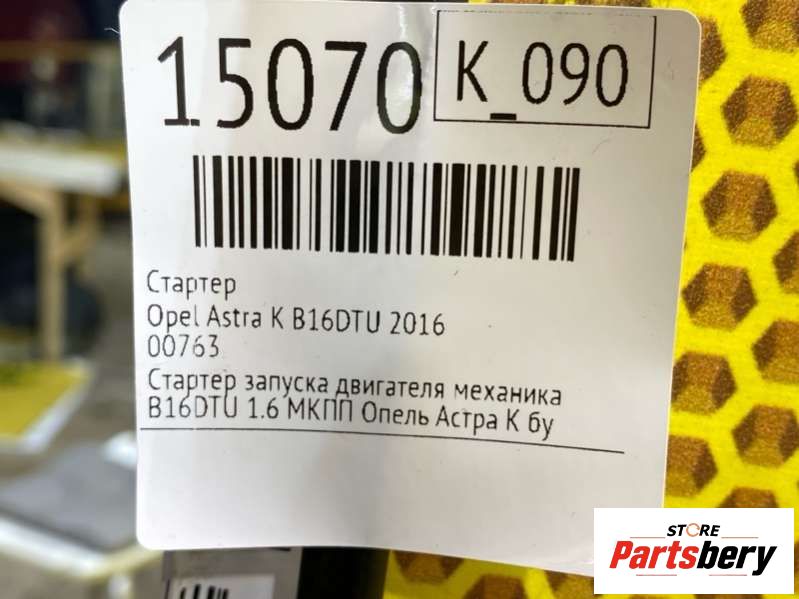 15070 K_090
Стартер
Opel Astra K B16DTU 2016
00763
Стартер запуска двигателя механика
B16DTU 1.6 МКПП Опель Астра К бу
STORE
Partsbery